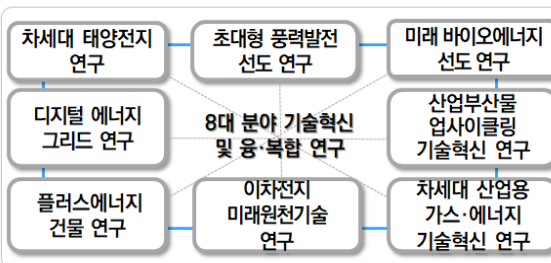 차세대 태양전지
연구
초대형 풍력발전
선도 연구
미래 바이오에너지
선도 연구
디지털 에너지
그리드 연구
8대 분야 기술혁신
및 융·복합 연구
산업부산물
업사이클링
기술혁신 연구
플러스에너지
건물 연구
이차전지
미래원천기술
연구
차세대 산업용
가스·에너지
기술혁신 연구